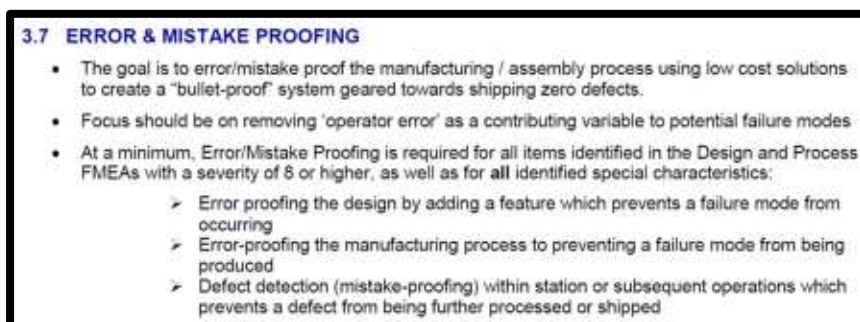 3.7 ERROR & MISTAKE PROOFING
• The goal is to error/mistake proof the manufacturing / assembly process using low cost solutions
to create a "bullet-proof" system geared towards shipping zero defects.
• Focus should be on removing 'operator error' as a contributing variable to potential failure modes
• At a minimum, Error/Mistake Proofing is required for all items identified in the Design and Process
FMEAs with a severity of 8 or higher, as well as for all identified special characteristics:
➢ Error proofing the design by adding a feature which prevents a failure mode from
occurring
➢ Error-proofing the manufacturing process to preventing a failure mode from being
produced
➢ Defect detection (mistake-proofing) within station or subsequent operations which
prevents a defect from being further processed or shipped